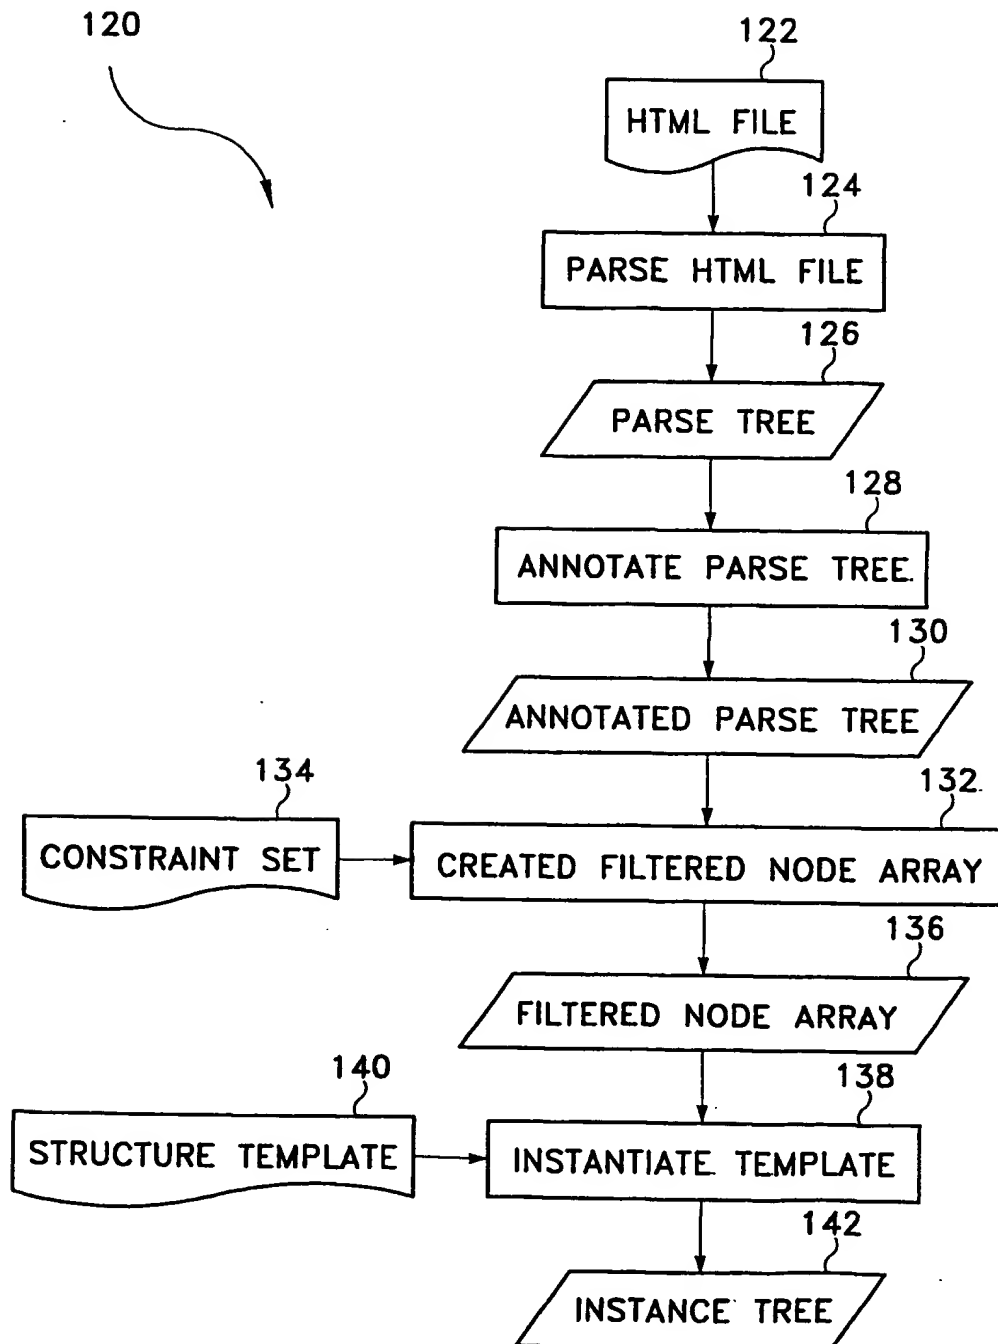 120
122
HTML FILE
124
PARSE HTML FILE
126
PARSE TREE
128
ANNOTATE PARSE TREE
130
ANNOTATED PARSE TREE
134
132
CONSTRAINT SET
CREATED FILTERED NODE ARRAY
136
FILTERED NODE ARRAY
140
138
STRUCTURE TEMPLATE
INSTANTIATE TEMPLATE
142
INSTANCE TREE